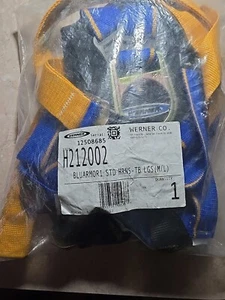 WERNER
WERNER CO.
12508685
H212002
BLUARMOR1 STD HRNS-TB LGS(M/L)
1